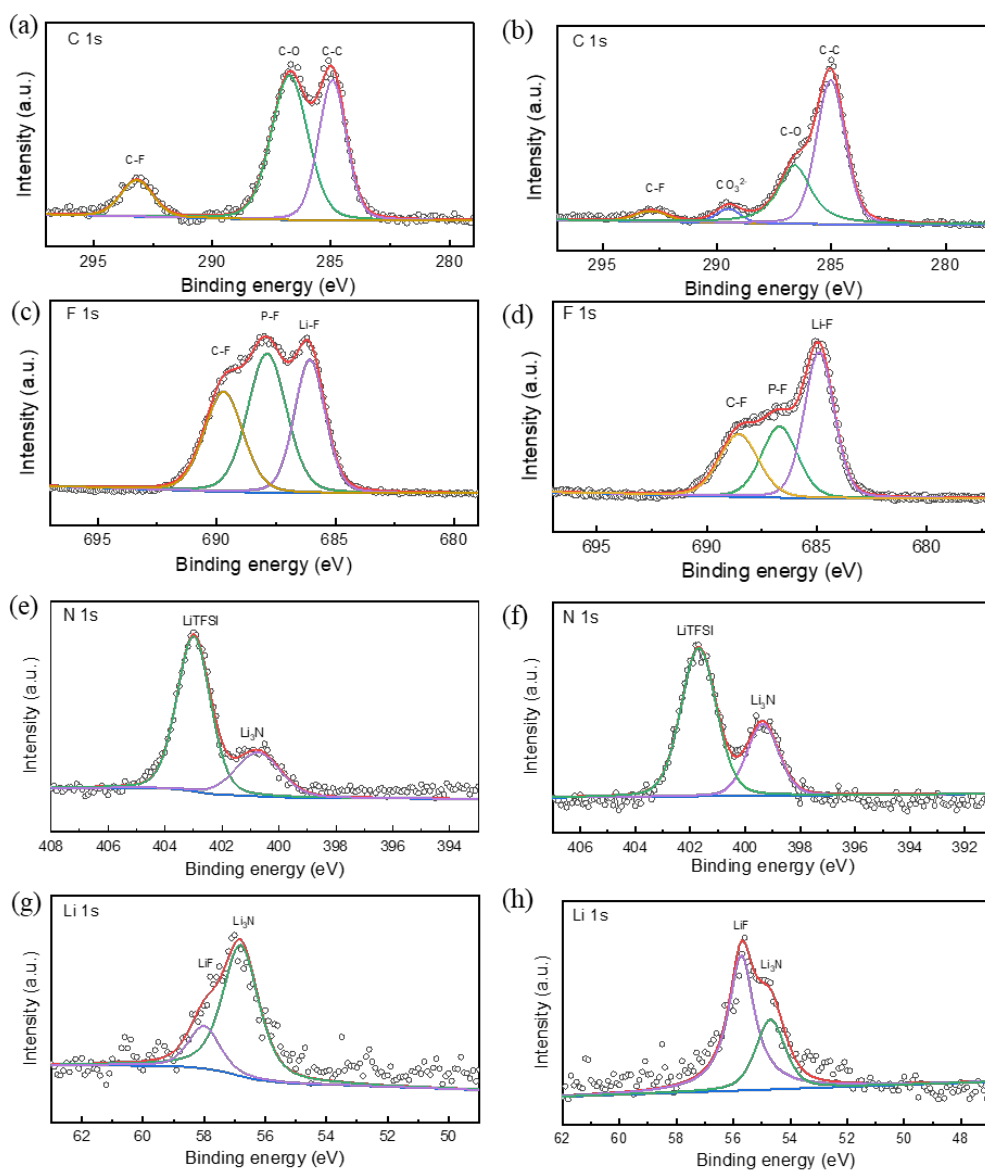 (a)
C 1s
C-F
C-O
C-C
Intensity (a.u.)
295 290 285 280
Binding energy (eV)
(b)
C 1s
C-F
CO₃²⁻
C-O
C-C
Intensity (a.u.)
295 290 285 280
Binding energy (eV)
(c)
F 1s
C-F
P-F
Li-F
Intensity (a.u.)
695 690 685 680
Binding energy (eV)
(d)
F 1s
C-F
P-F
Li-F
Intensity (a.u.)
695 690 685 680
Binding energy (eV)
(e)
N 1s
LiTFSI
Li₃N
Intensity (a.u.)
408 406 404 402 400 398 396 394
Binding energy (eV)
(f)
N 1s
LiTFSI
Li₃N
Intensity (a.u.)
406 404 402 400 398 396 394 392
Binding energy (eV)
(g)
Li 1s
LiF
Li₃N
Intensity (a.u.)
62 60 58 56 54 52 50
Binding energy (eV)
(h)
Li 1s
LiF
Li₃N
Intensity (a.u.)
62 60 58 56 54 52 50 48
Binding energy (eV)